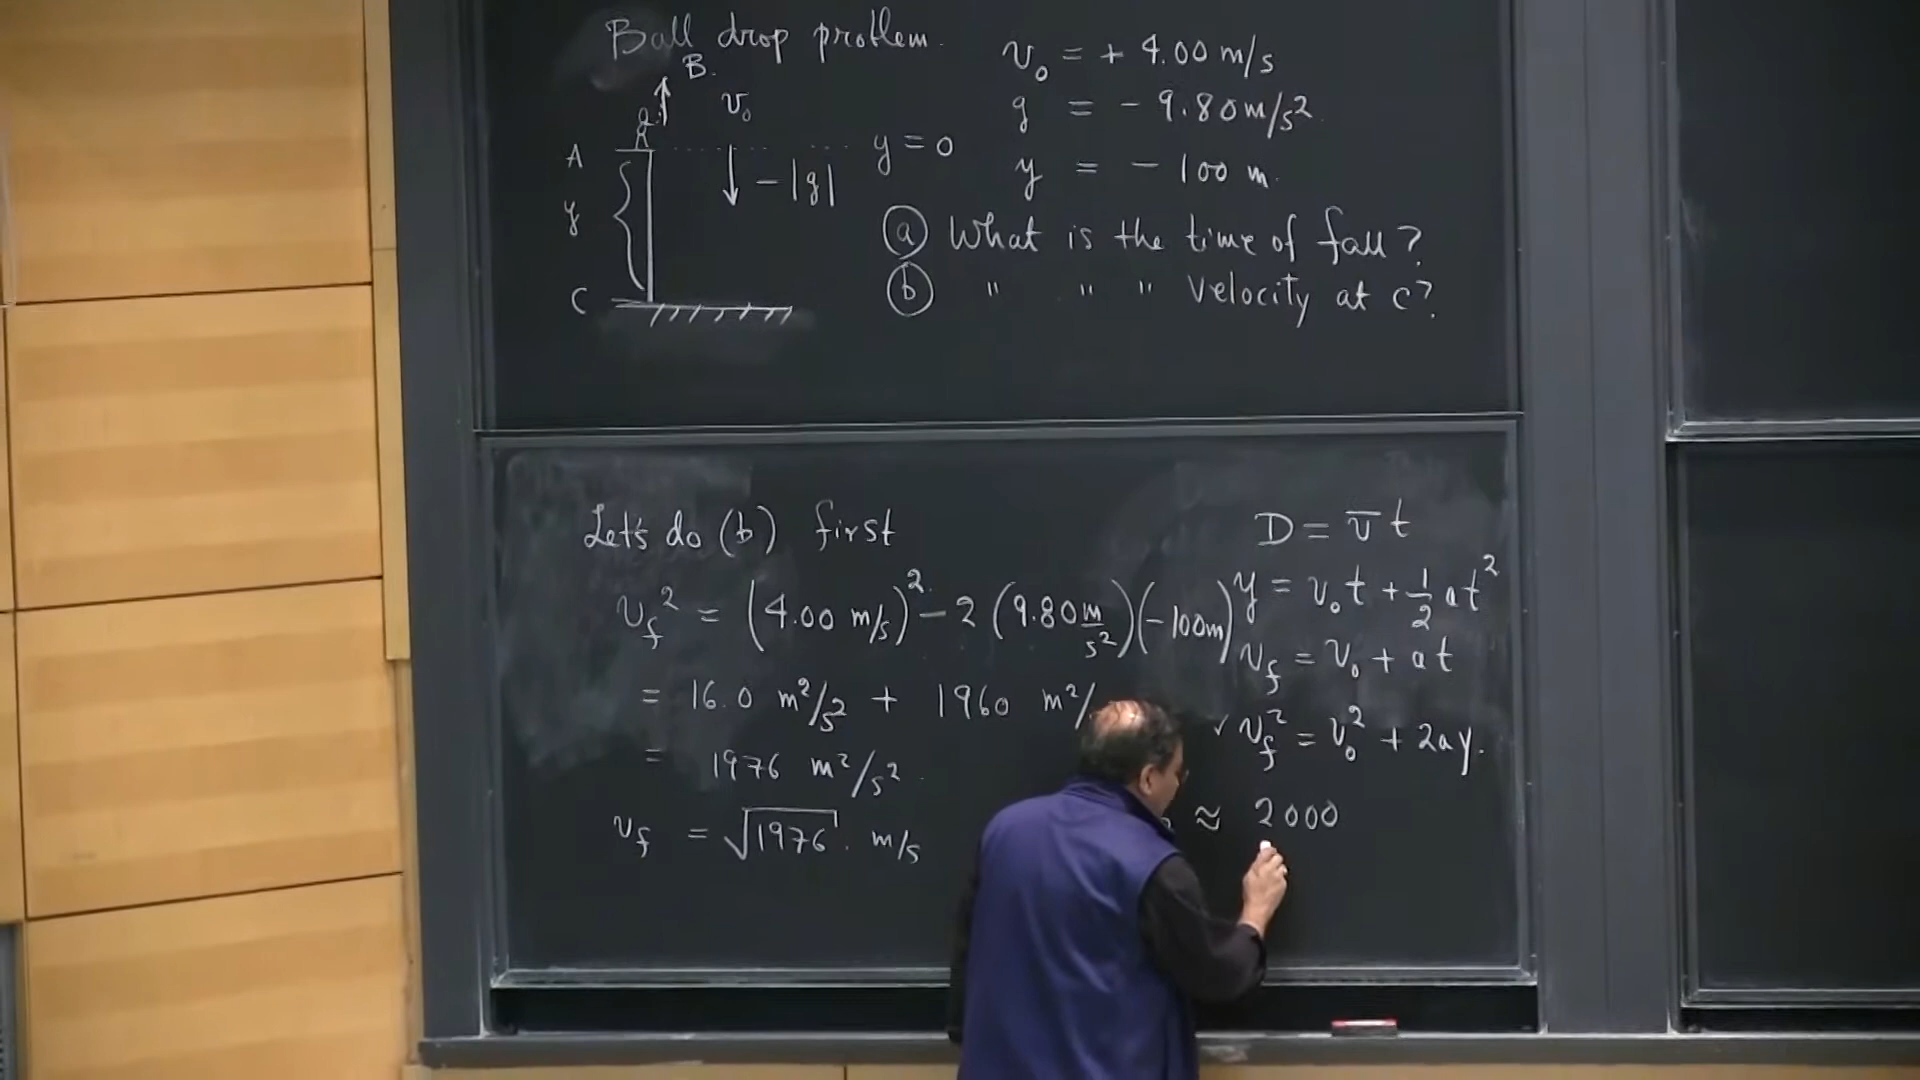 Ball drop problem.
B.
v₀
A
y = 0
y
- |g|
C
v₀ = + 4.00 m/s
g = - 9.80 m/s²
y = - 100 m.
(a) What is the time of fall?
(b) " " " velocity at C?
Let's do (b) first
v_f² = (4.00 m/s)² - 2 (9.80 m/s²)(-100m)
= 16.0 m²/s² + 1960 m²/
= 1976 m²/s².
v_f = √1976 . m/s
D = v̅ t
y = v₀t + 1/2 at²
v_f = v₀ + at
✓ v_f² = v₀² + 2ay.
≈ 2000